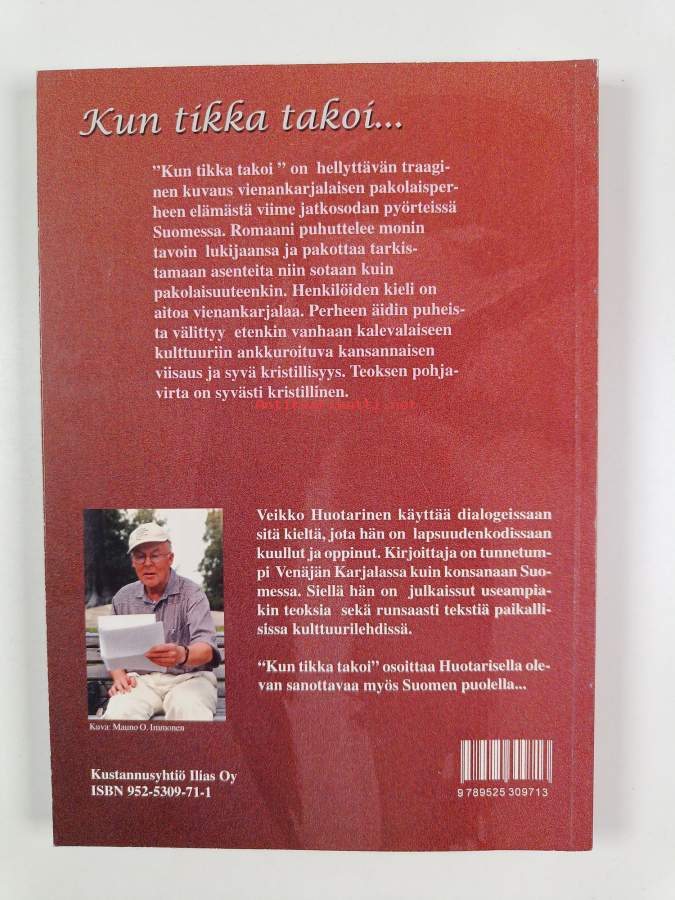 Kun tikka takoi...
”Kun tikka takoi ” on hellyttävän traagi-
nen kuvaus vienankarjalaisen pakolaisper-
heen elämästä viime jatkosodan pyörteissä
Suomessa. Romaani puhuttelee monin
tavoin lukijaansa ja pakottaa tarkis-
tamaan asenteita niin sotaan kuin
pakolaisuuteenkin. Henkilöiden kieli on
aitoa vienankarjalaa. Perheen äidin puheis-
ta välittyy etenkin vanhaan kalevalaiseen
kulttuuriin ankkuroituva kansannaisen
viisaus ja syvä kristillisyys. Teoksen pohja-
virta on syvästi kristillinen.
Veikko Huotarinen käyttää dialogeissaan
sitä kieltä, jota hän on lapsuudenkodissaan
kuullut ja oppinut. Kirjoittaja on tunnetum-
pi Venäjän Karjalassa kuin konsanaan Suo-
messa. Siellä hän on julkaissut useampia-
kin teoksia sekä runsaasti tekstiä paikalli-
sissa kulttuurilehdissä.
“Kun tikka takoi” osoittaa Huotarisella ole-
van sanottavaa myös Suomen puolella...
Kuva: Mauno O. Immonen
Kustannusyhtiö Ilias Oy
ISBN 952-5309-71-1
9 789525 309713